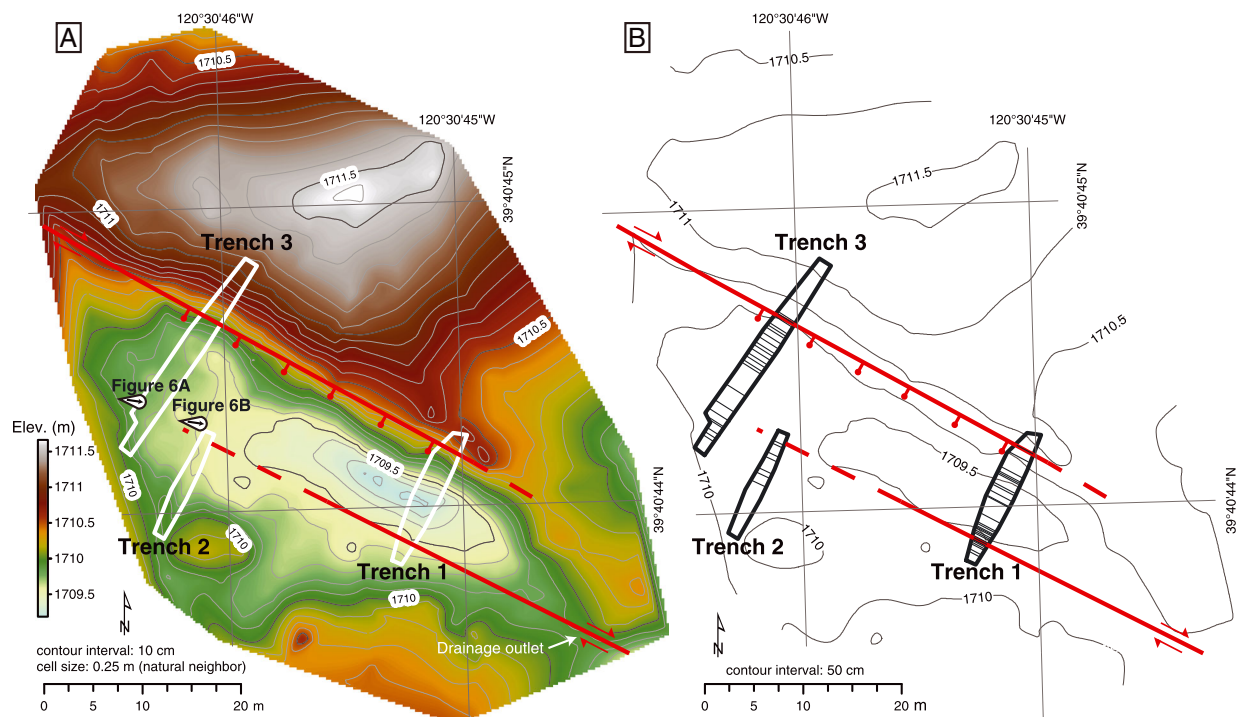 A
120°30'46"W
1710.5
120°30'45"W
1711.5
1711
39°40'45"N
Trench 3
1710.5
Figure 6A
Figure 6B
Elev. (m)
1711.5
1711
1710.5
1710
1709.5
1709.5
1710
1710
39°40'44"N
Trench 2
Trench 1
1710
Drainage outlet
N
contour interval: 10 cm
cell size: 0.25 m (natural neighbor)
0 5 10 20 m
B
120°30'46"W
1710.5
120°30'45"W
1711.5
1711
39°40'45"N
Trench 3
1710.5
1709.5
1710
39°40'44"N
Trench 2
1710
Trench 1
1710
N
contour interval: 50 cm
0 5 10 20 m